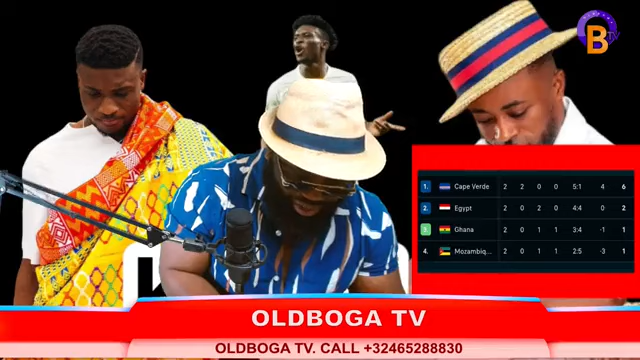 B
TV
1. Cape Verde 2 2 0 0 5:1 4 6
2. Egypt 2 0 2 0 4:4 0 2
3. Ghana 2 0 1 1 3:4 -1 1
4. Mozambiq... 2 0 1 1 2:5 -3 1
OLDBOGA TV
OLDBOGA TV. CALL +32465288830